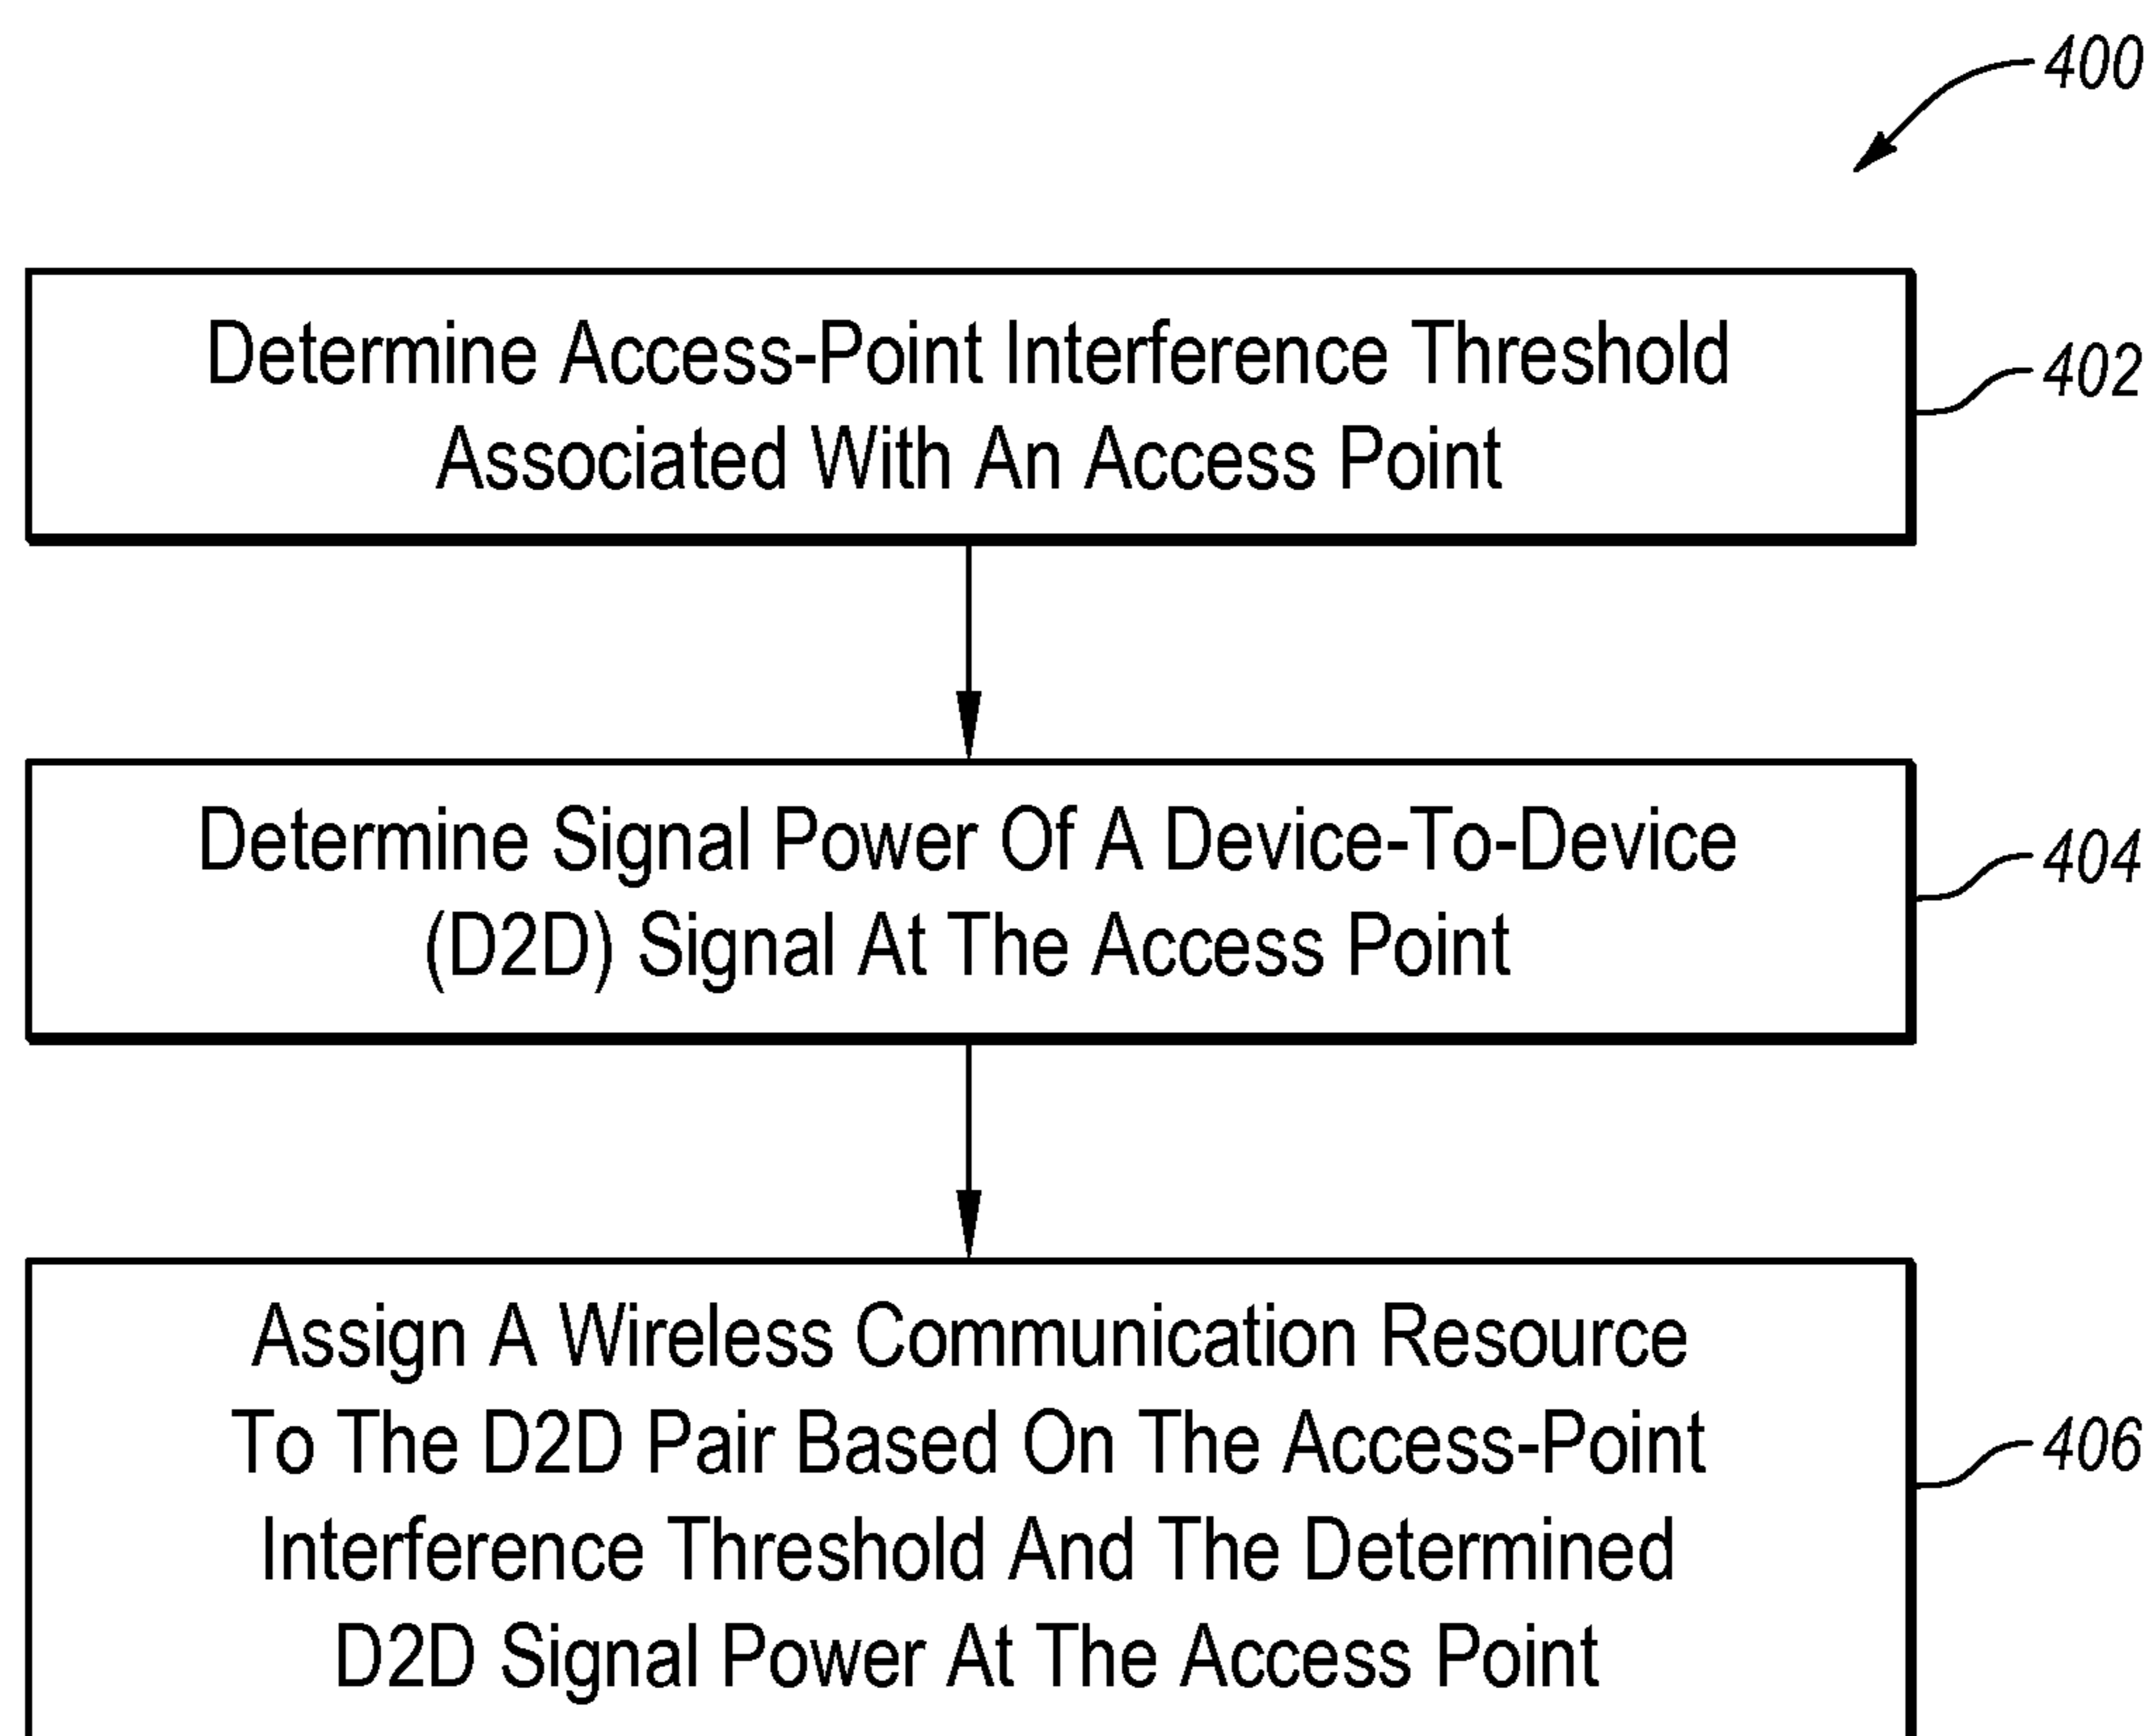 400
Determine Access-Point Interference Threshold
Associated With An Access Point
402
Determine Signal Power Of A Device-To-Device
(D2D) Signal At The Access Point
404
Assign A Wireless Communication Resource
To The D2D Pair Based On The Access-Point
Interference Threshold And The Determined
D2D Signal Power At The Access Point
406